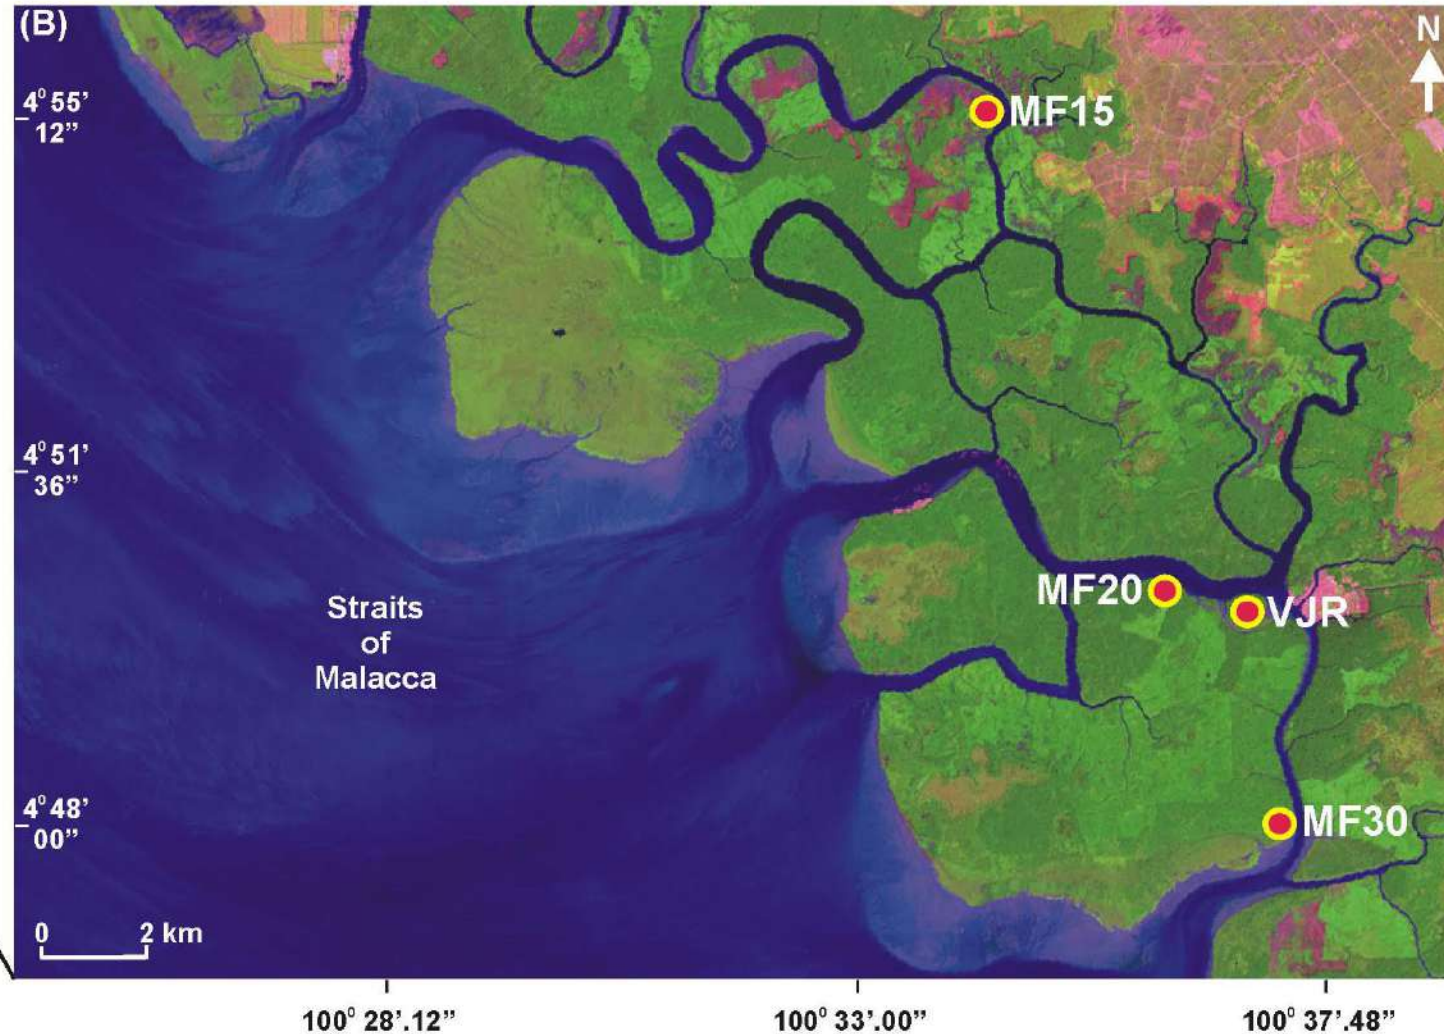 (B)
N
4° 55’
12”
MF15
4° 51’
36”
MF20
VJR
Straits
of
Malacca
4° 48’
00”
MF30
0 2 km
100° 28’.12”
100° 33’.00”
100° 37’.48”